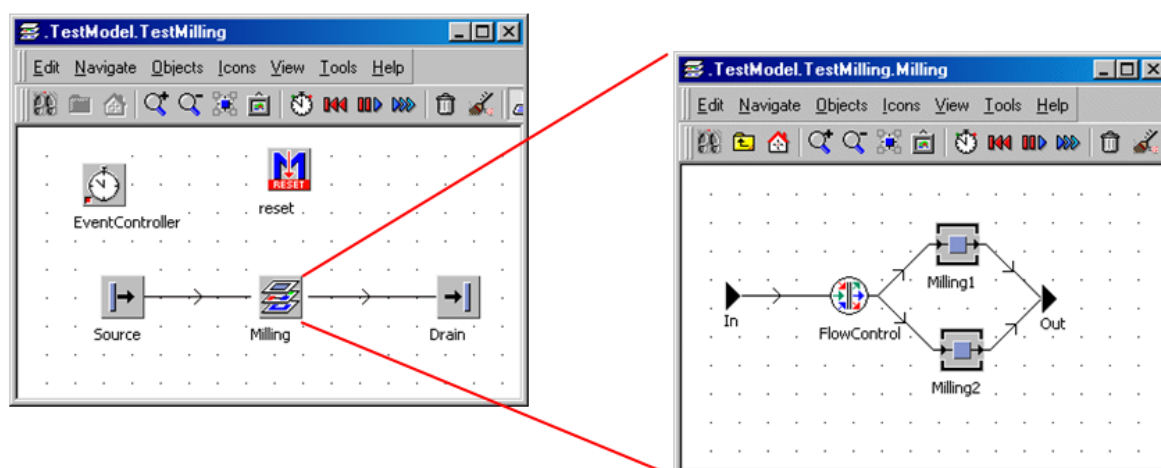 .TestModel.TestMilling
Edit Navigate Objects Icons View Tools Help
RESET
reset
EventController
Source
Milling
Drain
.TestModel.TestMilling.Milling
Edit Navigate Objects Icons View Tools Help
Milling1
In
FlowControl
Out
Milling2